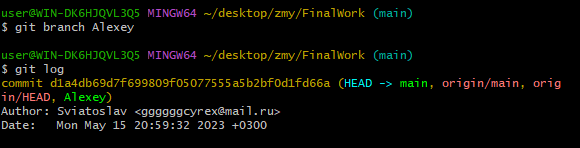 user@WIN-DK6HJQVL3Q5 MINGW64 ~/desktop/zmy/FinalWork (main)
$ git branch Alexey
user@WIN-DK6HJQVL3Q5 MINGW64 ~/desktop/zmy/FinalWork (main)
$ git log
commit d1a4db69d7f699809f05077555a5b2bf0d1fd66a (HEAD -> main, origin/main, orig
in/HEAD, Alexey)
Author: Sviatoslav <ggggggcyrex@mail.ru>
Date:   Mon May 15 20:59:32 2023 +0300